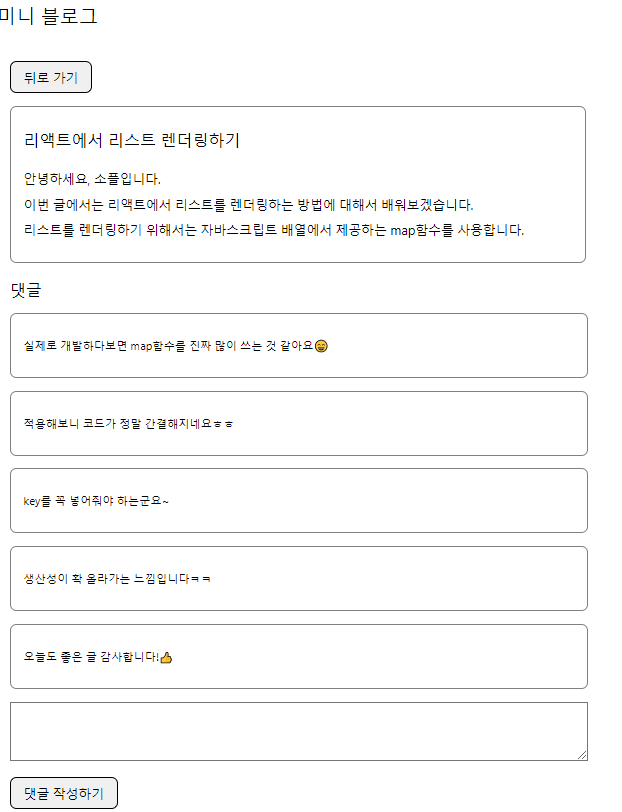 미니 블로그
뒤로 가기
리액트에서 리스트 렌더링하기
안녕하세요, 소플입니다.
이번 글에서는 리액트에서 리스트를 렌더링하는 방법에 대해서 배워보겠습니다.
리스트를 렌더링하기 위해서는 자바스크립트 배열에서 제공하는 map함수를 사용합니다.
댓글
실제로 개발하다보면 map함수를 진짜 많이 쓰는 것 같아요😄
적용해보니 코드가 정말 간결해지네요ㅎㅎ
key를 꼭 넣어줘야 하는군요~
생산성이 확 올라가는 느낌입니다ㅋㅋ
오늘도 좋은 글 감사합니다!👍
댓글 작성하기